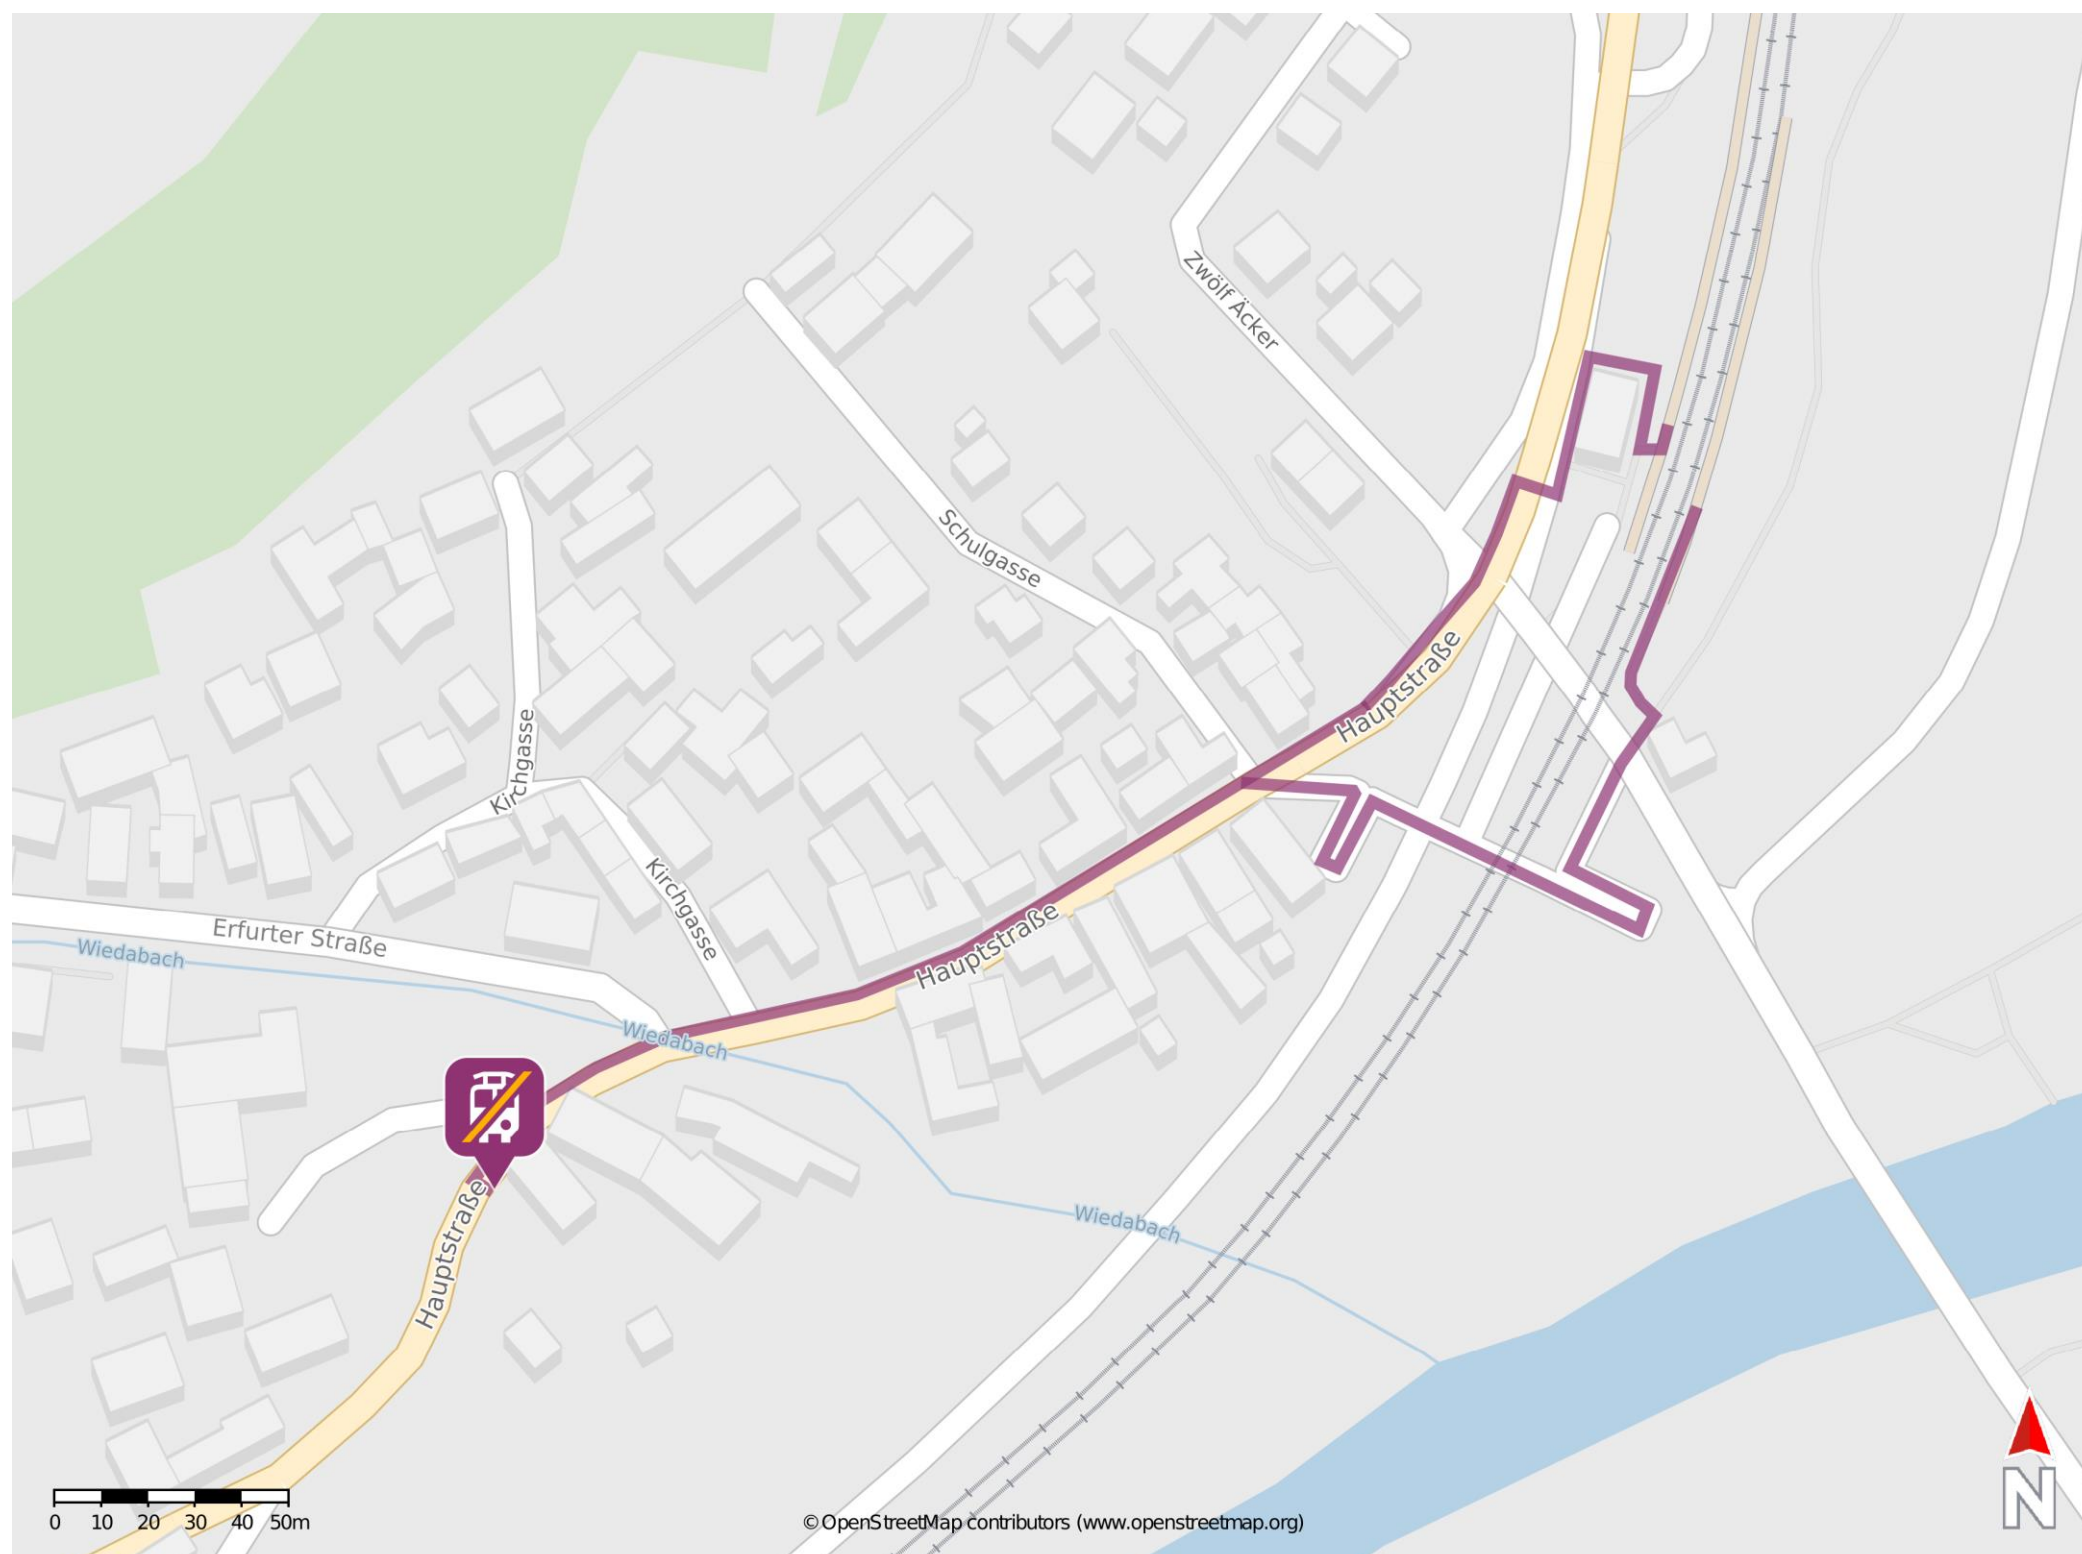 Zwölf Äcker
Schulgasse
Hauptstraße
Kirchgasse
Kirchgasse
Erfurter Straße
Wiedabach
Hauptstraße
Wiedabach
Hauptstraße
Wiedabach
0 10 20 30 40 50m
© OpenStreetMap contributors (www.openstreetmap.org)
N